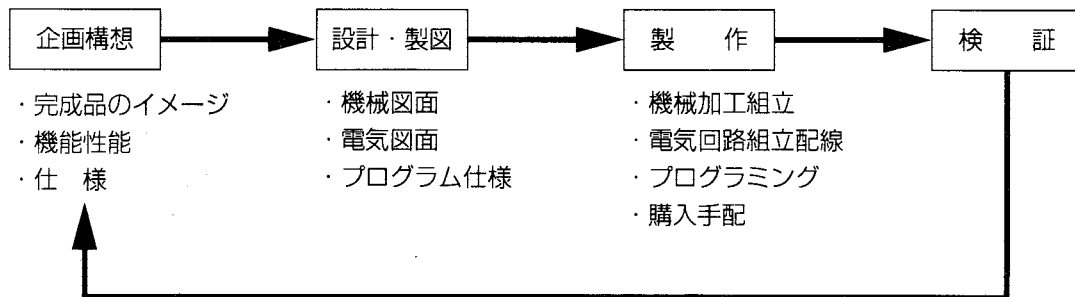 企画構想
設計・製図
製　作
検　証
・完成品のイメージ
・機能性能
・仕　様
・機械図面
・電気図面
・プログラム仕様
・機械加工組立
・電気回路組立配線
・プログラミング
・購入手配